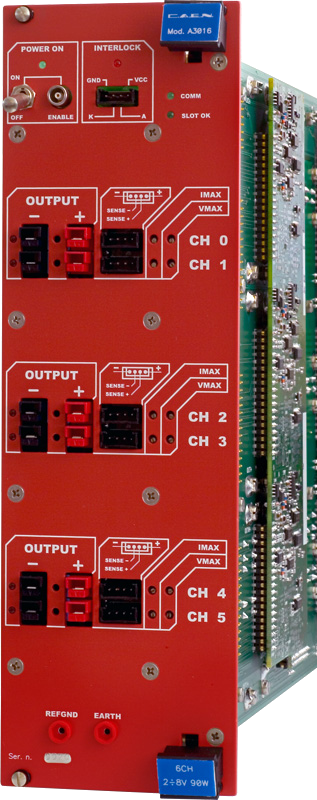 CAEN
Mod. A3016
POWER ON
INTERLOCK
ON
GND
VCC
OFF
ENABLE
K
A
COMM
SLOT OK
OUTPUT
- +
- +
SENSE -
SENSE +
IMAX
VMAX
CH 0
CH 1
OUTPUT
- +
- +
SENSE -
SENSE +
IMAX
VMAX
CH 2
CH 3
OUTPUT
- +
- +
SENSE -
SENSE +
IMAX
VMAX
CH 4
CH 5
REFGND
EARTH
Ser. n.
6CH
2÷8V 90W